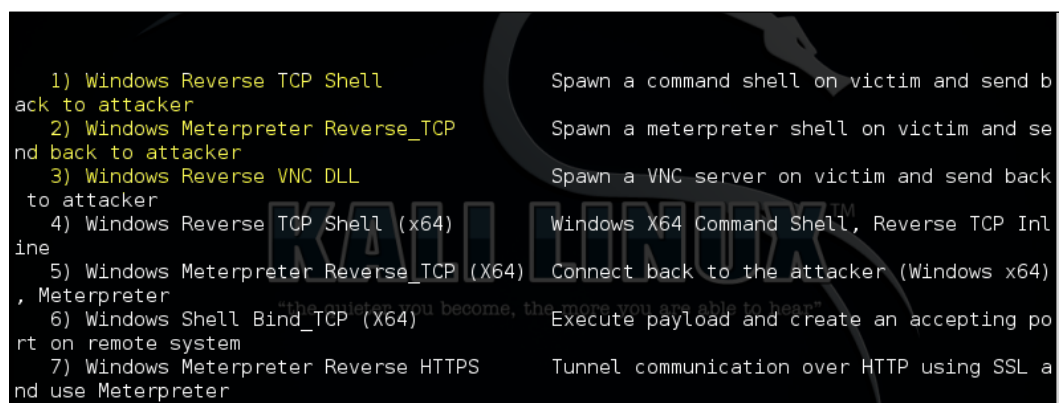 1) Windows Reverse TCP Shell Spawn a command shell on victim and send b
ack to attacker
2) Windows Meterpreter Reverse_TCP Spawn a meterpreter shell on victim and se
nd back to attacker
3) Windows Reverse VNC DLL Spawn a VNC server on victim and send back
to attacker
4) Windows Reverse TCP Shell (x64) Windows X64 Command Shell, Reverse TCP Inl
ine
5) Windows Meterpreter Reverse_TCP (X64) Connect back to the attacker (Windows x64)
, Meterpreter
6) Windows Shell Bind_TCP (X64) Execute payload and create an accepting po
rt on remote system
7) Windows Meterpreter Reverse HTTPS Tunnel communication over HTTP using SSL a
nd use Meterpreter
KALI LINUX™
"the quieter you become, the more you are able to hear"